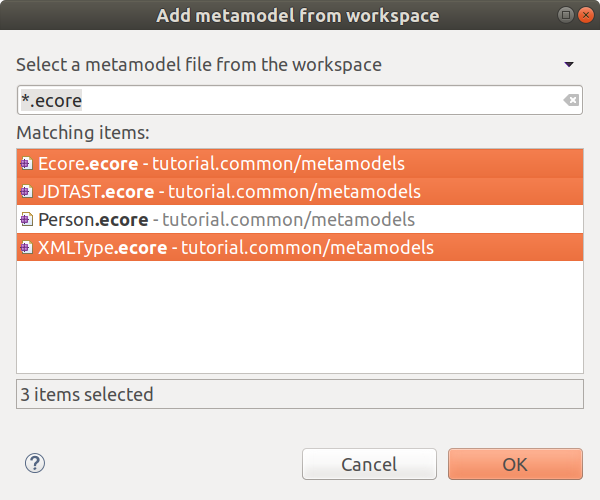 Add metamodel from workspace
Select a metamodel file from the workspace
*.ecore
Matching items:
Ecore.ecore - tutorial.common/metamodels
JDTAST.ecore - tutorial.common/metamodels
Person.ecore - tutorial.common/metamodels
XMLType.ecore - tutorial.common/metamodels
3 items selected
?
Cancel
OK